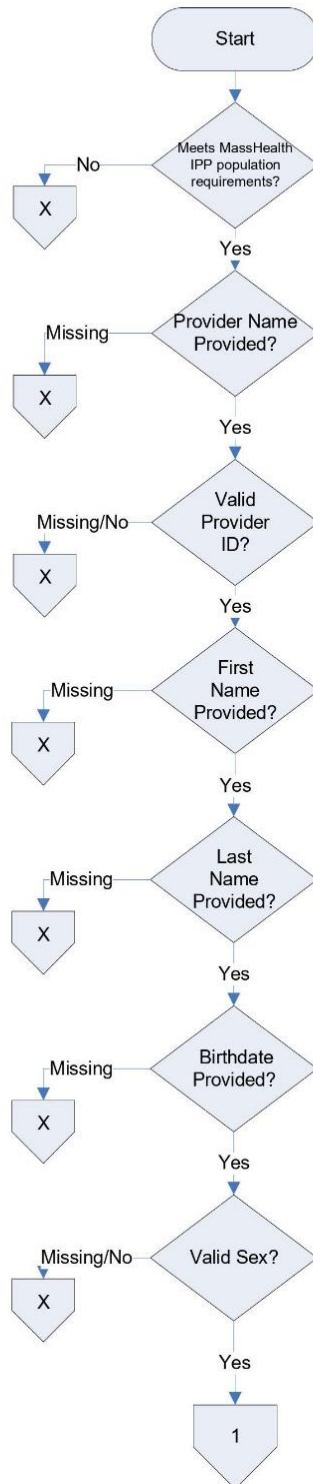 Start
Meets MassHealth
IPP population
requirements?
No
X
Yes
Provider Name
Provided?
Missing
X
Yes
Valid
Provider
ID?
Missing/No
X
Yes
First
Name
Provided?
Missing
X
Yes
Last
Name
Provided?
Missing
X
Yes
Birthdate
Provided?
Missing
X
Yes
Valid Sex?
Missing/No
X
Yes
1